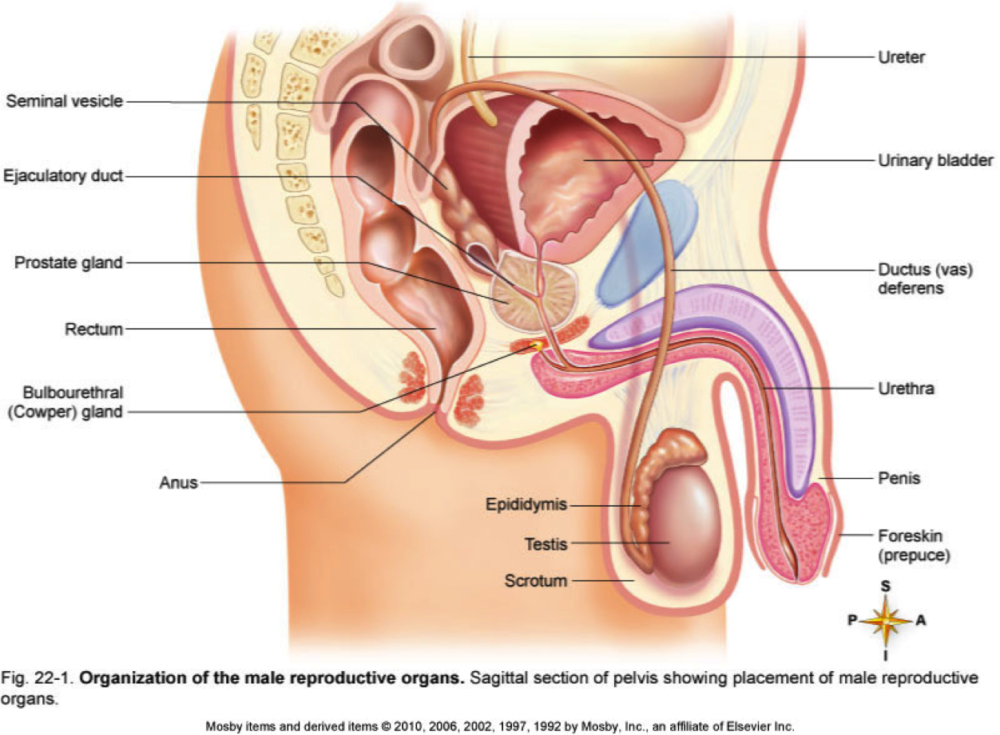 Ureter
Seminal vesicle
Urinary bladder
Ejaculatory duct
Prostate gland
Ductus (vas)
deferens
Rectum
Bulbourethral
(Cowper) gland
Urethra
Anus
Penis
Epididymis
Testis
Foreskin
(prepuce)
Scrotum
S
P A
I
Fig. 22-1. Organization of the male reproductive organs. Sagittal section of pelvis showing placement of male reproductive
organs.
Mosby items and derived items © 2010, 2006, 2002, 1997, 1992 by Mosby, Inc., an affiliate of Elsevier Inc.